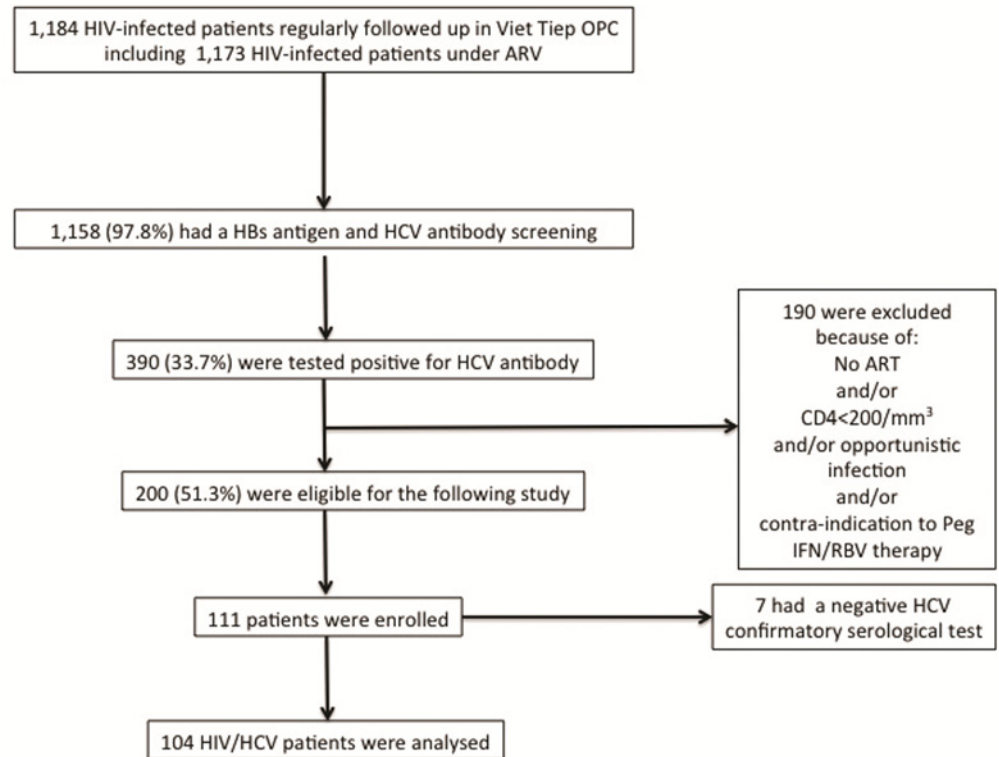 1,184 HIV-infected patients regularly followed up in Viet Tiep OPC
including 1,173 HIV-infected patients under ARV
1,158 (97.8%) had a HBs antigen and HCV antibody screening
390 (33.7%) were tested positive for HCV antibody
190 were excluded
because of:
No ART
and/or
CD4<200/mm³
and/or opportunistic
infection
and/or
contra-indication to Peg
IFN/RBV therapy
200 (51.3%) were eligible for the following study
111 patients were enrolled
7 had a negative HCV
confirmatory serological test
104 HIV/HCV patients were analysed